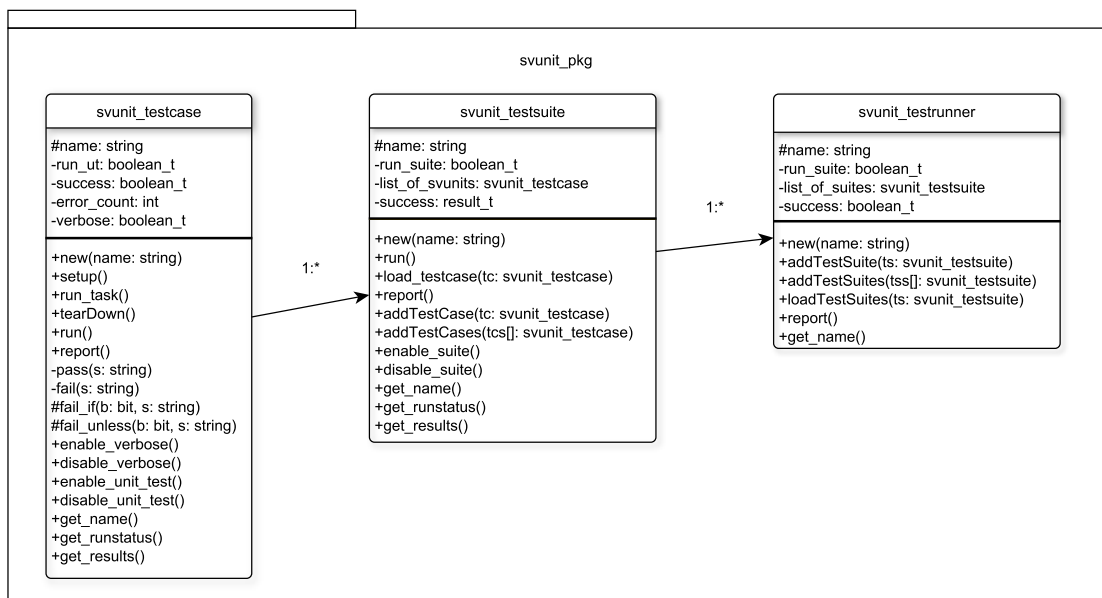 svunit_pkg
svunit_testcase
#name: string
-run_ut: boolean_t
-success: boolean_t
-error_count: int
-verbose: boolean_t
+new(name: string)
+setup()
+run_task()
+tearDown()
+run()
+report()
-pass(s: string)
-fail(s: string)
#fail_if(b: bit, s: string)
#fail_unless(b: bit, s: string)
+enable_verbose()
+disable_verbose()
+enable_unit_test()
+disable_unit_test()
+get_name()
+get_runstatus()
+get_results()
1:*
svunit_testsuite
#name: string
-run_suite: boolean_t
-list_of_svunits: svunit_testcase
-success: result_t
+new(name: string)
+run()
+load_testcase(tc: svunit_testcase)
+report()
+addTestCase(tc: svunit_testcase)
+addTestCases(tcs[]: svunit_testcase)
+enable_suite()
+disable_suite()
+get_name()
+get_runstatus()
+get_results()
1:*
svunit_testrunner
#name: string
-run_suite: boolean_t
-list_of_suites: svunit_testsuite
-success: boolean_t
+new(name: string)
+addTestSuite(ts: svunit_testsuite)
+addTestSuites(tss[]: svunit_testsuite)
+loadTestSuites(ts: svunit_testsuite)
+report()
+get_name()